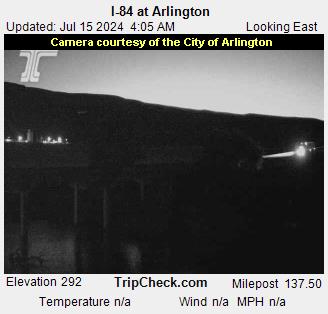 I-84 at Arlington
Updated: Jul 15 2024 4:05 AM Looking East
Camera courtesy of the City of Arlington
Elevation 292 TripCheck.com Milepost 137.50
Temperature n/a Wind n/a MPH n/a